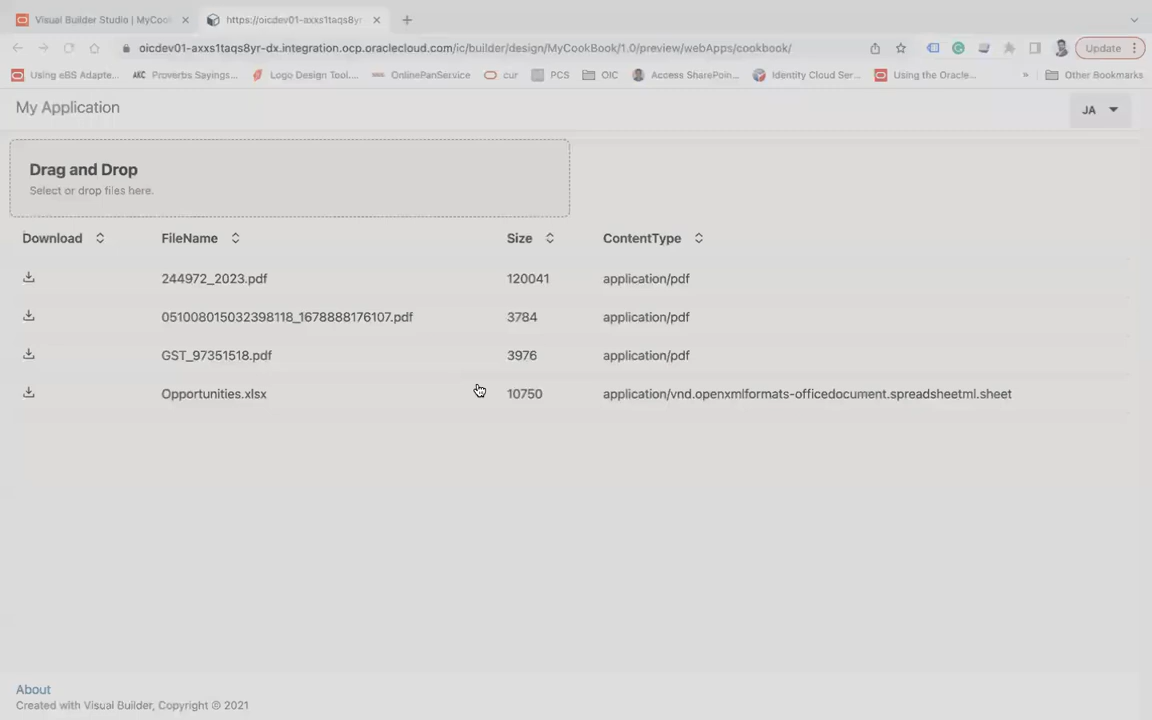 Visual Builder Studio | MyCook
https://oicdev01-axxs1taqs8yr
oicdev01-axxs1taqs8yr-dx.integration.ocp.oraclecloud.com/ic/builder/design/MyCookBook/1.0/preview/webApps/cookbook/
Update
Using eBS Adapte... AKC Proverbs Sayings... Logo Design Tool.... OnlinePanService cur PCS OIC Access SharePoin... Identity Cloud Ser... Using the Oracle... » Other Bookmarks
My Application
JA
Drag and Drop
Select or drop files here.
Download FileName Size ContentType
244972_2023.pdf 120041 application/pdf
051008015032398118_1678888176107.pdf 3784 application/pdf
GST_97351518.pdf 3976 application/pdf
Opportunities.xlsx 10750 application/vnd.openxmlformats-officedocument.spreadsheetml.sheet
About
Created with Visual Builder, Copyright © 2021